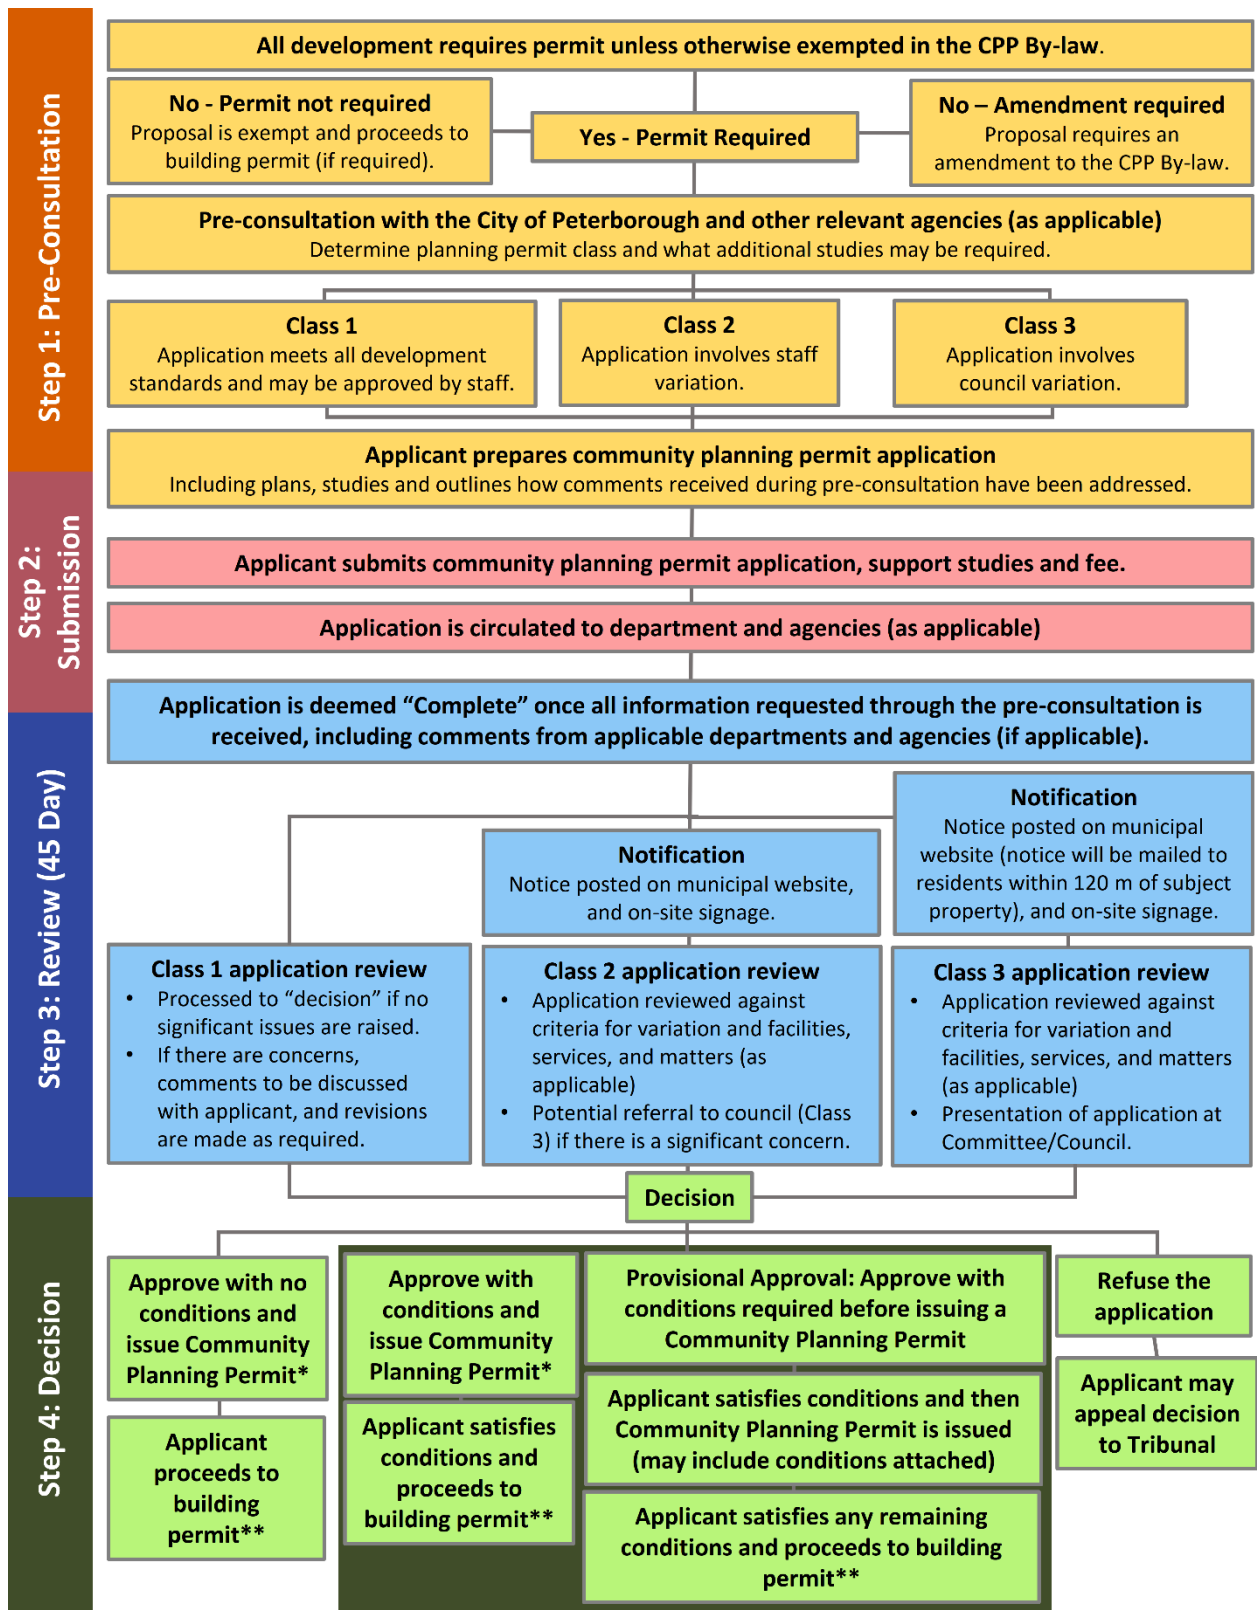 Step 1: Pre-Consultation
All development requires permit unless otherwise exempted in the CPP By-law.
No - Permit not required
Proposal is exempt and proceeds to
building permit (if required).
Yes - Permit Required
No – Amendment required
Proposal requires an
amendment to the CPP By-law.
Pre-consultation with the City of Peterborough and other relevant agencies (as applicable)
Determine planning permit class and what additional studies may be required.
Class 1
Application meets all development
standards and may be approved by staff.
Class 2
Application involves staff
variation.
Class 3
Application involves
council variation.
Applicant prepares community planning permit application
Including plans, studies and outlines how comments received during pre-consultation have been addressed.
Step 2:
Submission
Applicant submits community planning permit application, support studies and fee.
Application is circulated to department and agencies (as applicable)
Step 3: Review (45 Day)
Application is deemed “Complete” once all information requested through the pre-consultation is
received, including comments from applicable departments and agencies (if applicable).
Notification
Notice posted on municipal website,
and on-site signage.
Notification
Notice posted on municipal
website (notice will be mailed to
residents within 120 m of subject
property), and on-site signage.
Class 1 application review
• Processed to “decision” if no
significant issues are raised.
• If there are concerns,
comments to be discussed
with applicant, and revisions
are made as required.
Class 2 application review
• Application reviewed against
criteria for variation and facilities,
services, and matters (as
applicable)
• Potential referral to council (Class
3) if there is a significant concern.
Class 3 application review
• Application reviewed against
criteria for variation and
facilities, services, and matters
(as applicable)
• Presentation of application at
Committee/Council.
Step 4: Decision
Decision
Approve with no
conditions and
issue Community
Planning Permit*
Applicant
proceeds to
building
permit**
Approve with
conditions and
issue Community
Planning Permit*
Applicant satisfies
conditions and
proceeds to
building permit**
Provisional Approval: Approve with
conditions required before issuing a
Community Planning Permit
Applicant satisfies conditions and then
Community Planning Permit is issued
(may include conditions attached)
Applicant satisfies any remaining
conditions and proceeds to building
permit**
Refuse the
application
Applicant may
appeal decision
to Tribunal